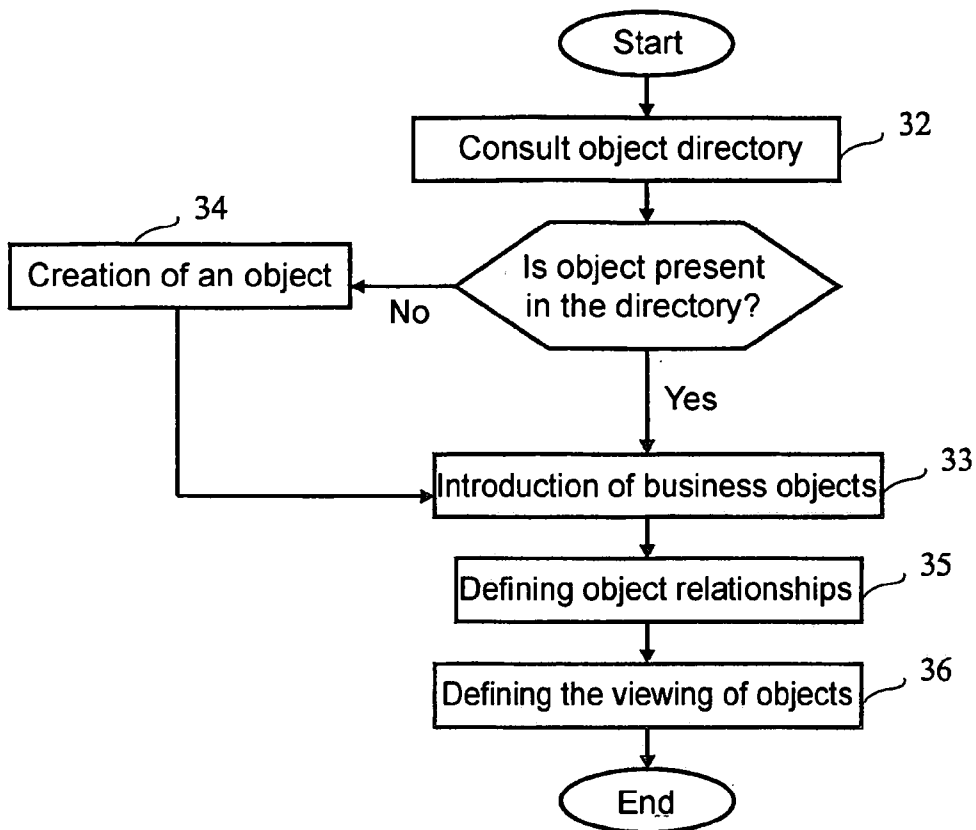 Start
32
Consult object directory
34
Creation of an object
Is object present
in the directory?
No
Yes
33
Introduction of business objects
35
Defining object relationships
36
Defining the viewing of objects
End